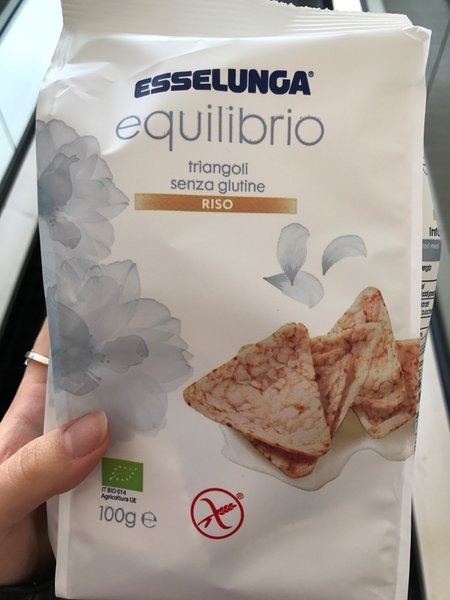 ESSELUNGA®
equilibrio
triangoli
senza glutine
RISO
IT BIO 014
Agricoltura UE
100g e